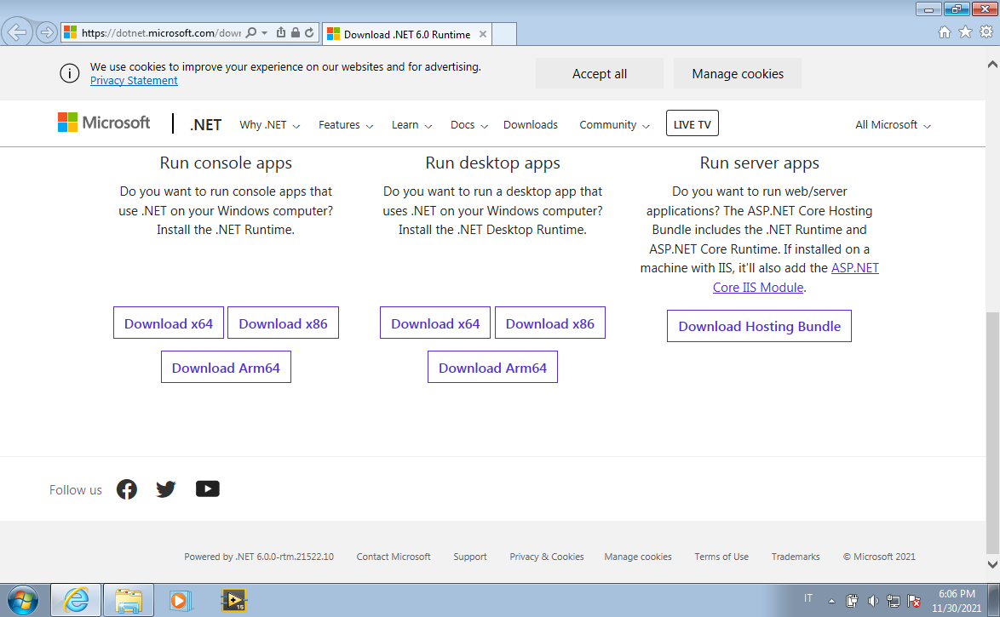 https://dotnet.microsoft.com/down
Download .NET 6.0 Runtime
We use cookies to improve your experience on our websites and for advertising.
Privacy Statement
Accept all
Manage cookies
Microsoft
.NET
Why .NET
Features
Learn
Docs
Downloads
Community
LIVE TV
All Microsoft
Run console apps
Do you want to run console apps that
use .NET on your Windows computer?
Install the .NET Runtime.
Download x64
Download x86
Download Arm64
Run desktop apps
Do you want to run a desktop app that
uses .NET on your Windows computer?
Install the .NET Desktop Runtime.
Download x64
Download x86
Download Arm64
Run server apps
Do you want to run web/server
applications? The ASP.NET Core Hosting
Bundle includes the .NET Runtime and
ASP.NET Core Runtime. If installed on a
machine with IIS, it'll also add the ASP.NET
Core IIS Module.
Download Hosting Bundle
Follow us
Powered by .NET 6.0.0-rtm.21522.10
Contact Microsoft
Support
Privacy & Cookies
Manage cookies
Terms of Use
Trademarks
© Microsoft 2021
15
IT
6:06 PM
11/30/2021